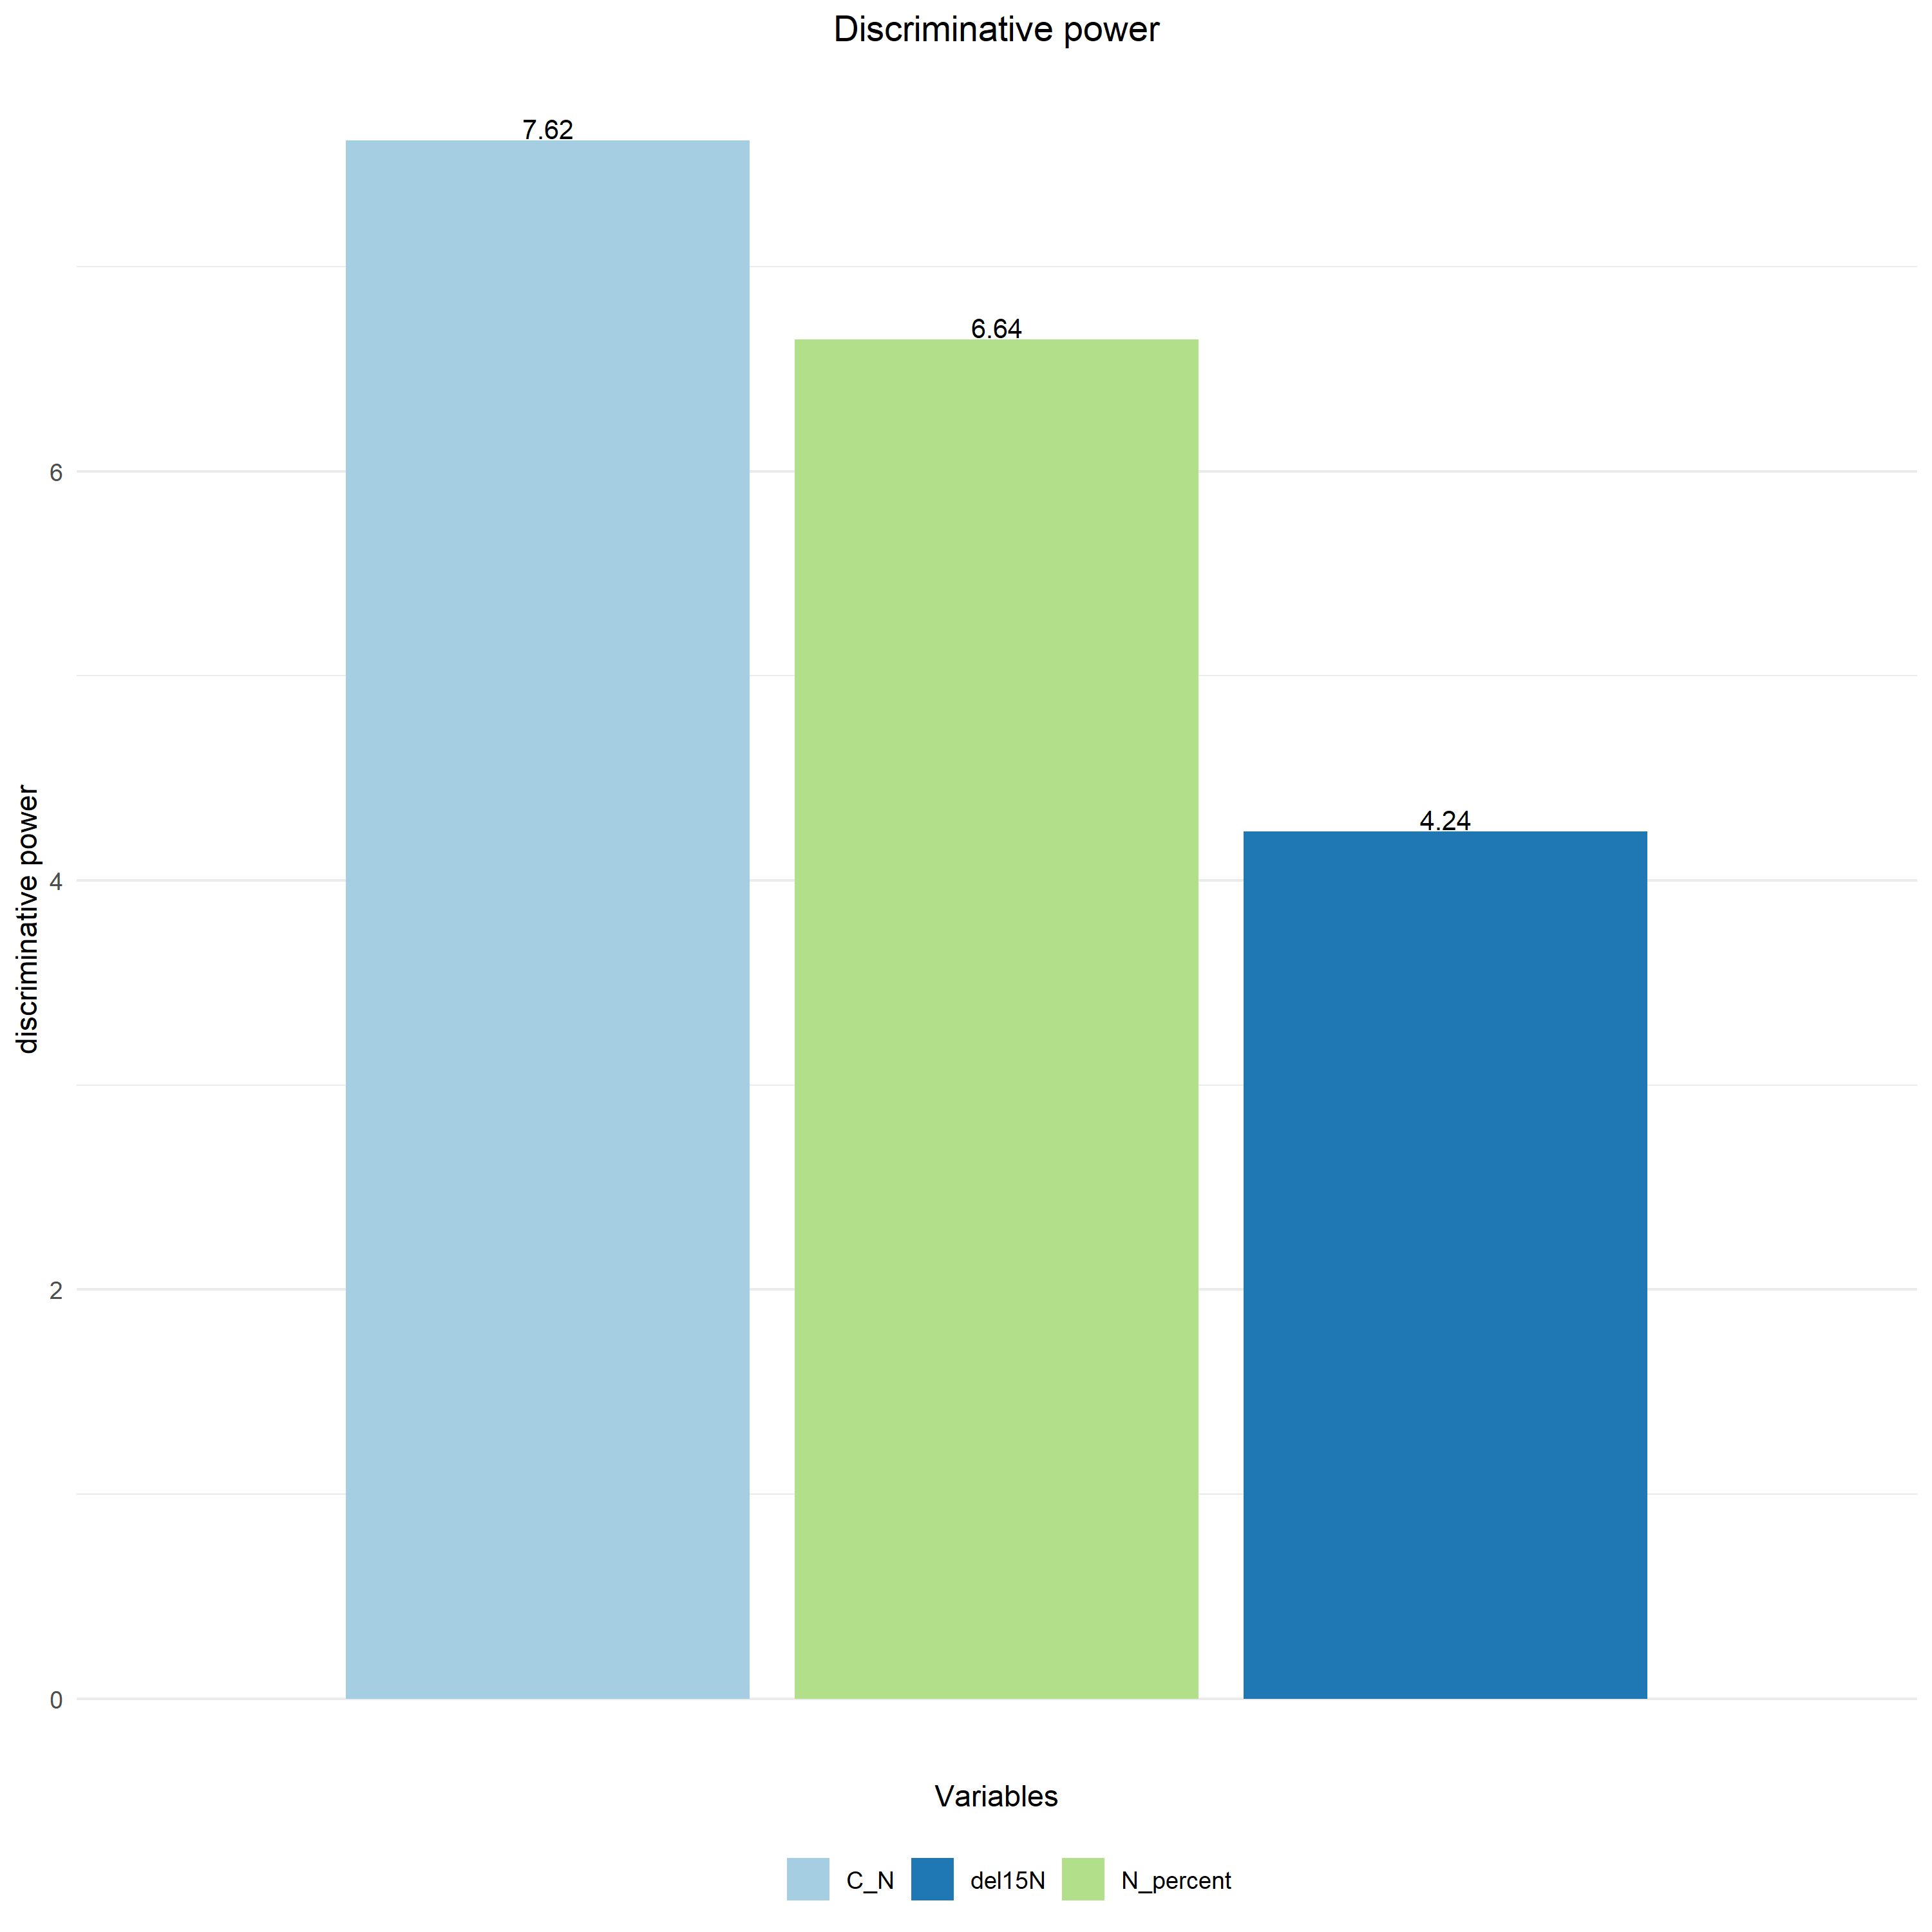 Discriminative power
7.62
6.64
6
4.24
4
discriminative power
2
0
Variables
C_N del15N N_percent